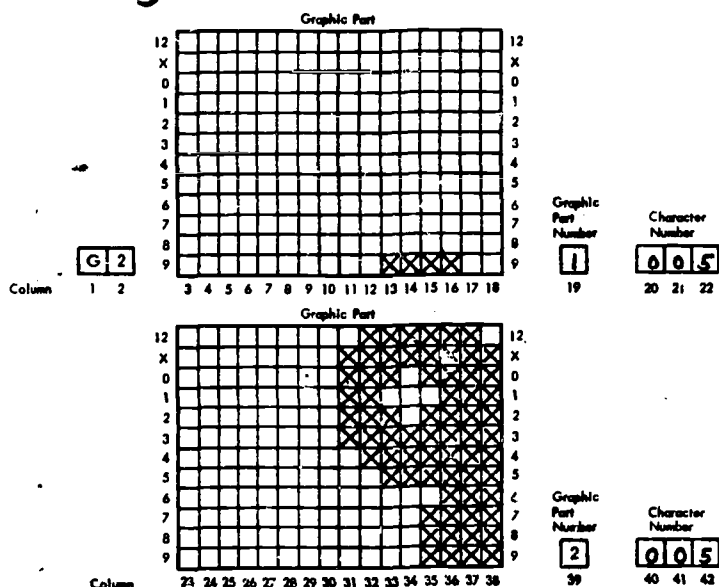 Graphic Part
12 12
X X
0 0
1 1
2 2
3 3
4 4
5 5
6 6
7 7
8 8
9 X X X X 9
G 2
Column 1 2 3 4 5 6 7 8 9 10 11 12 13 14 15 16 17 18
Graphic Part Number
1
19
Character Number
0 0 5
20 21 22
Graphic Part
12 12
X X
0 0
1 1
2 2
3 3
4 4
5 5
6 6
7 7
8 8
9 9
Column 23 24 25 26 27 28 29 30 31 32 33 34 35 36 37 38
Graphic Part Number
2
39
Character Number
0 0 5
40 41 42